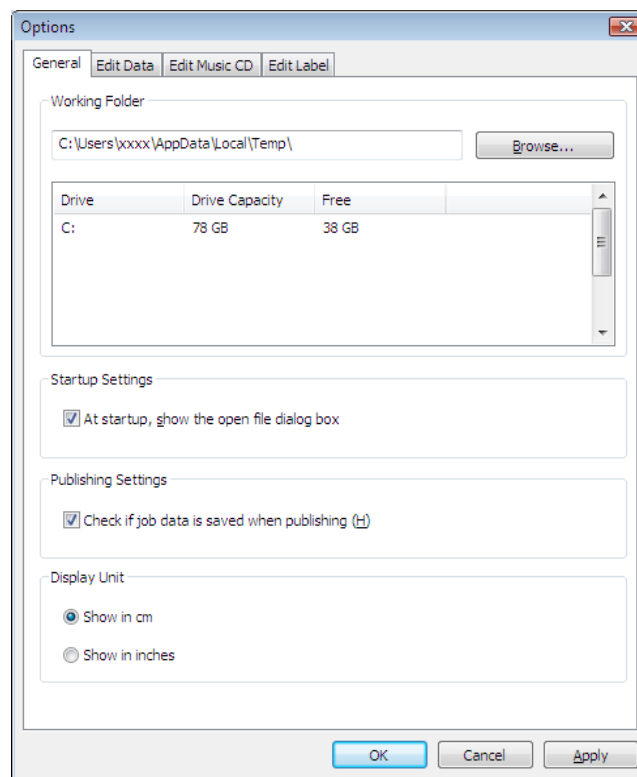 Options
General Edit Data Edit Music CD Edit Label
Working Folder
C:\Users\xxxx\AppData\Local\Temp\ Browse...
Drive Drive Capacity Free
C: 78 GB 38 GB
Startup Settings
At startup, show the open file dialog box
Publishing Settings
Check if job data is saved when publishing (H)
Display Unit
Show in cm
Show in inches
OK Cancel Apply